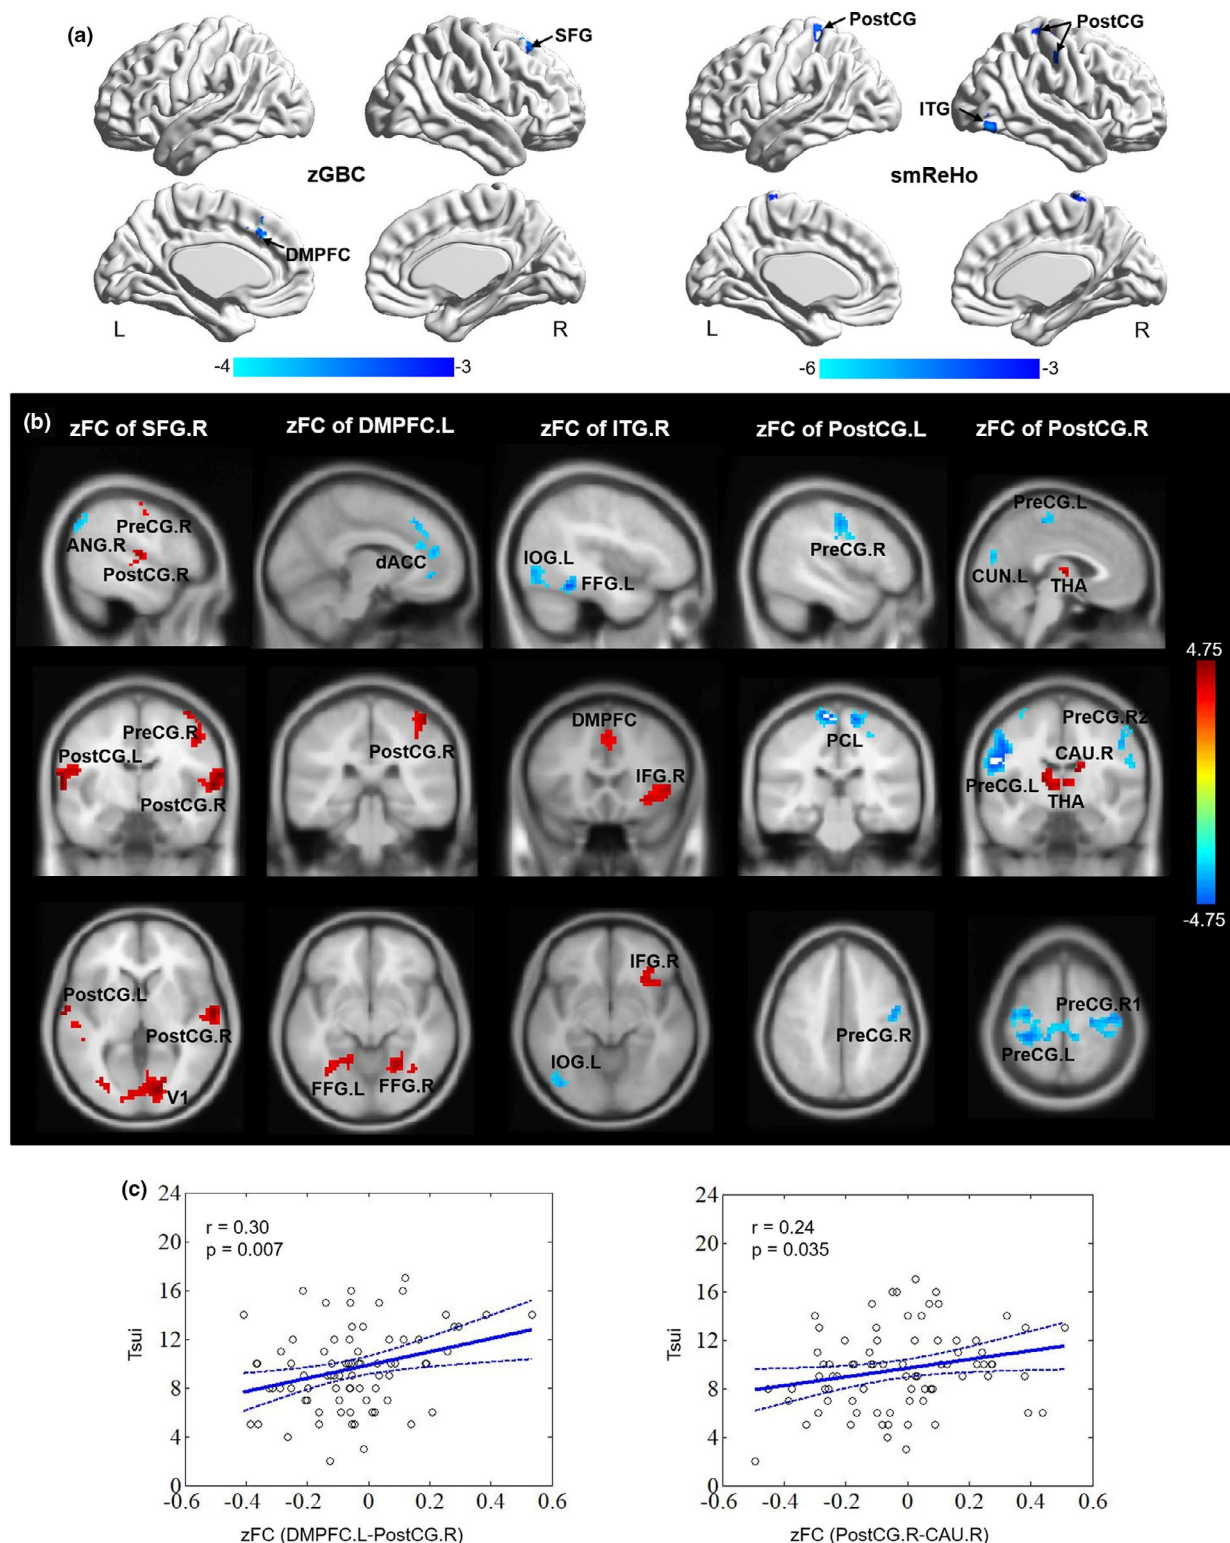 (a)
SFG
PostCG
PostCG
ITG
zGBC
smReHo
DMPFC
L
R
L
R
-4
-3
-6
-3
(b)
zFC of SFG.R
zFC of DMPFC.L
zFC of ITG.R
zFC of PostCG.L
zFC of PostCG.R
PreCG.R
ANG.R
PostCG.R
dACC
IOG.L
FFG.L
PreCG.R
PreCG.L
CUN.L
THA
4.75
-4.75
PreCG.R
PostCG.L
PostCG.R
PostCG.R
DMPFC
IFG.R
PCL
PreCG.R2
CAU.R
PreCG.L
THA
PostCG.L
PostCG.R
V1
FFG.L
FFG.R
IFG.R
IOG.L
PreCG.R
PreCG.R1
PreCG.L
(c)
24
20
16
12
8
4
0
Tsui
r = 0.30
p = 0.007
-0.6
-0.4
-0.2
0
0.2
0.4
0.6
zFC (DMPFC.L-PostCG.R)
24
20
16
12
8
4
0
Tsui
r = 0.24
p = 0.035
-0.6
-0.4
-0.2
0
0.2
0.4
0.6
zFC (PostCG.R-CAU.R)